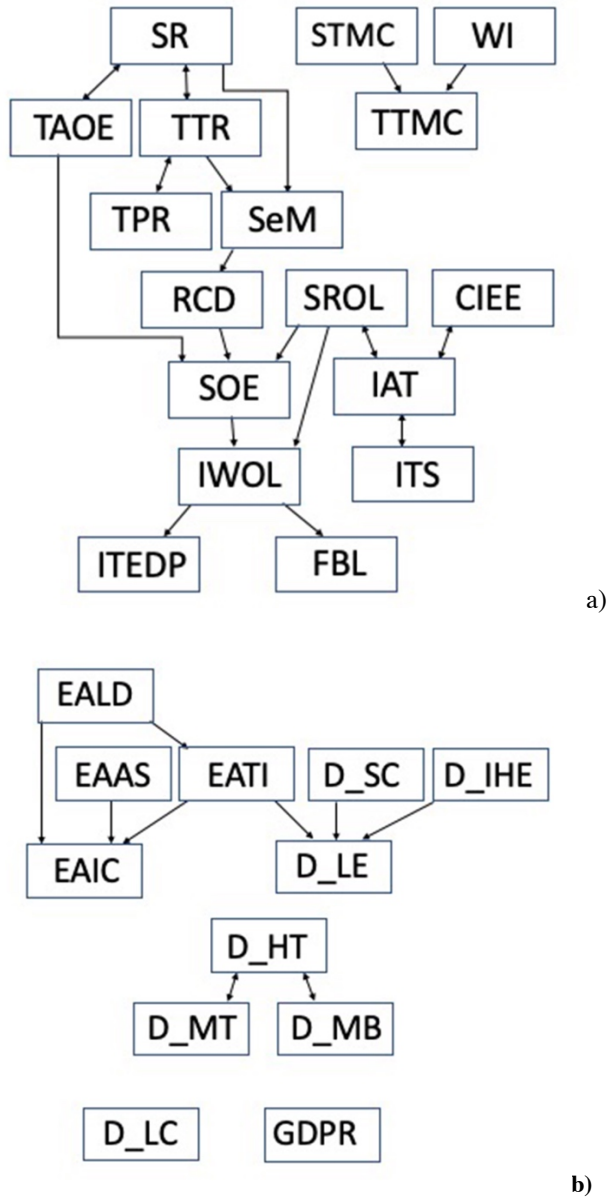 SR STMC WI
TAOE TTR TTMC
TPR SeM
RCD SROL CIEE
SOE IAT
IWOL ITS
ITEDP FBL
a)
EALD
EAAS EATI D_SC D_IHE
EAIC D_LE
D_HT
D_MT D_MB
D_LC GDPR
b)